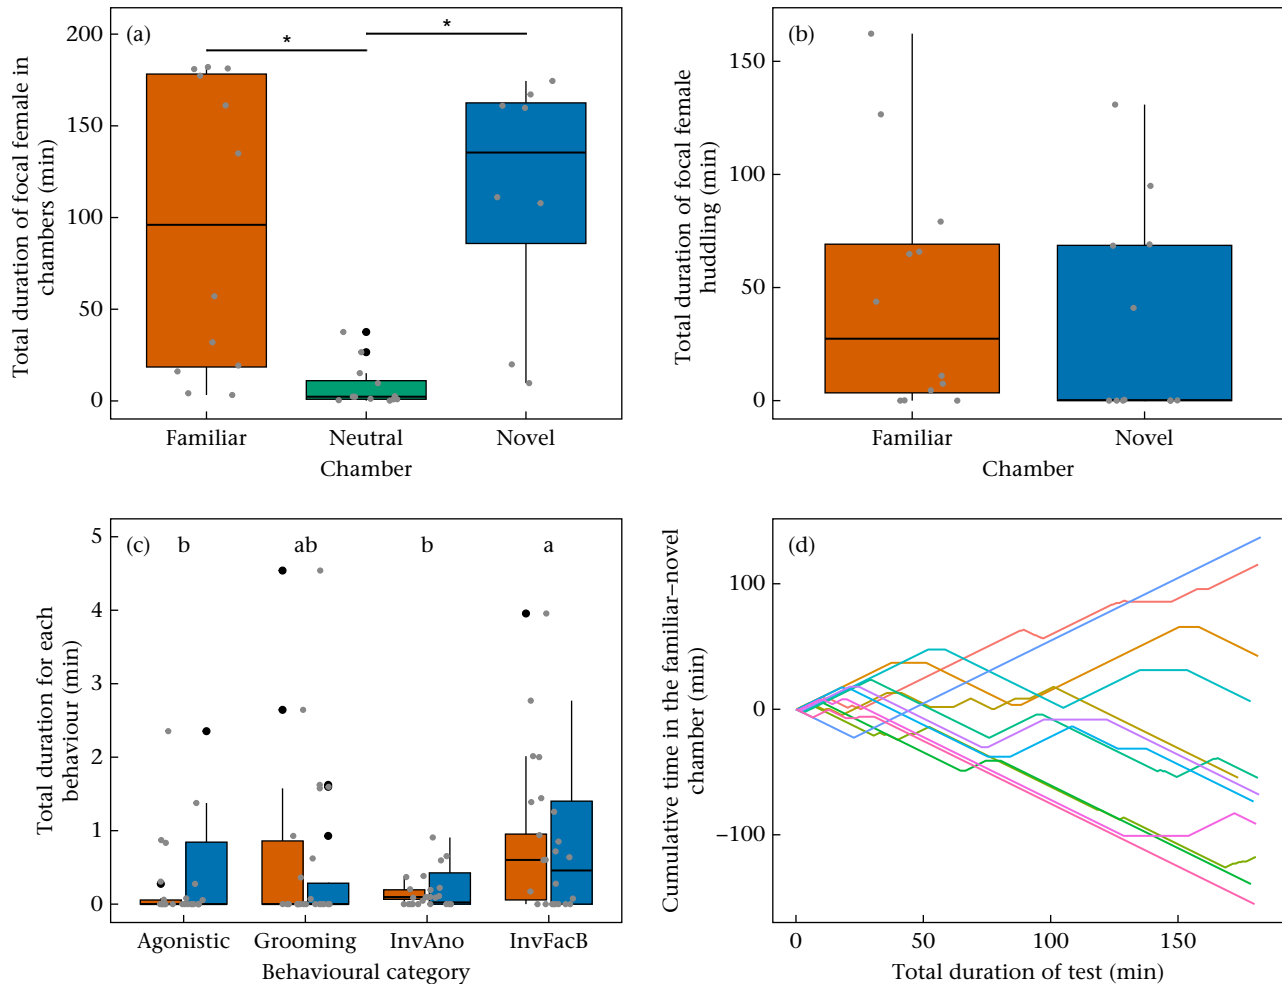 (a)
*
*
Total duration of focal female in
chambers (min)
200
150
100
50
0
Familiar
Neutral
Novel
Chamber
(b)
Total duration of focal female
huddling (min)
150
100
50
0
Familiar
Novel
Chamber
(c)
b
ab
b
a
Total duration for each
behaviour (min)
5
4
3
2
1
0
Agonistic
Grooming
InvAno
InvFacB
Behavioural category
(d)
Cumulative time in the familiar–novel
chamber (min)
100
0
−100
0
50
100
150
Total duration of test (min)